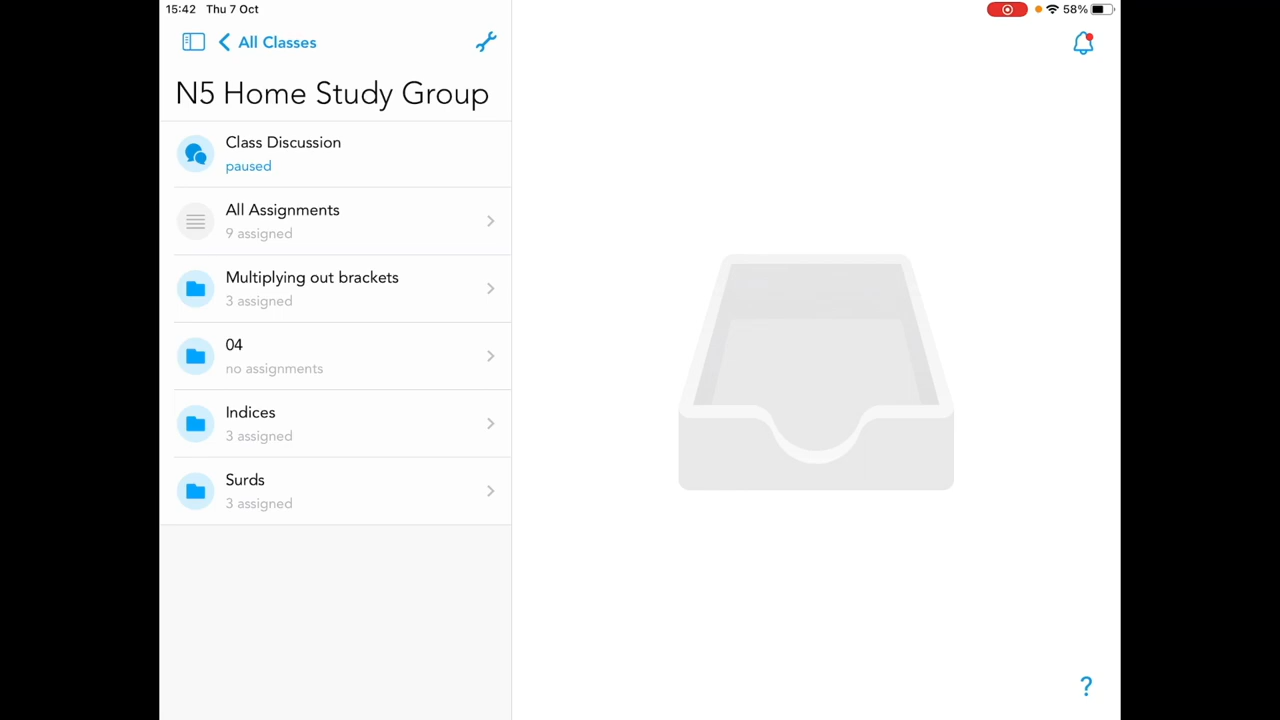 15:42 Thu 7 Oct
58%
All Classes
N5 Home Study Group
Class Discussion
paused
All Assignments
9 assigned
Multiplying out brackets
3 assigned
04
no assignments
Indices
3 assigned
Surds
3 assigned
?